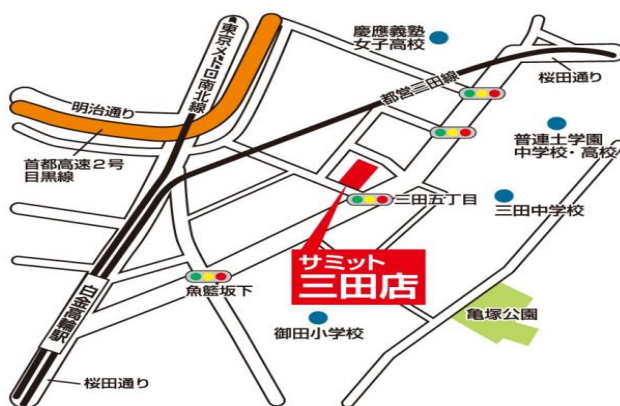 慶應義塾
女子高校
東京メトロ南北線
都営三田線
桜田通り
明治通り
普連土学園
中学校・高校
首都高速2号
目黒線
三田五丁目
三田中学校
サミット
三田店
魚籃坂下
白金高輪駅
御田小学校
亀塚公園
桜田通り